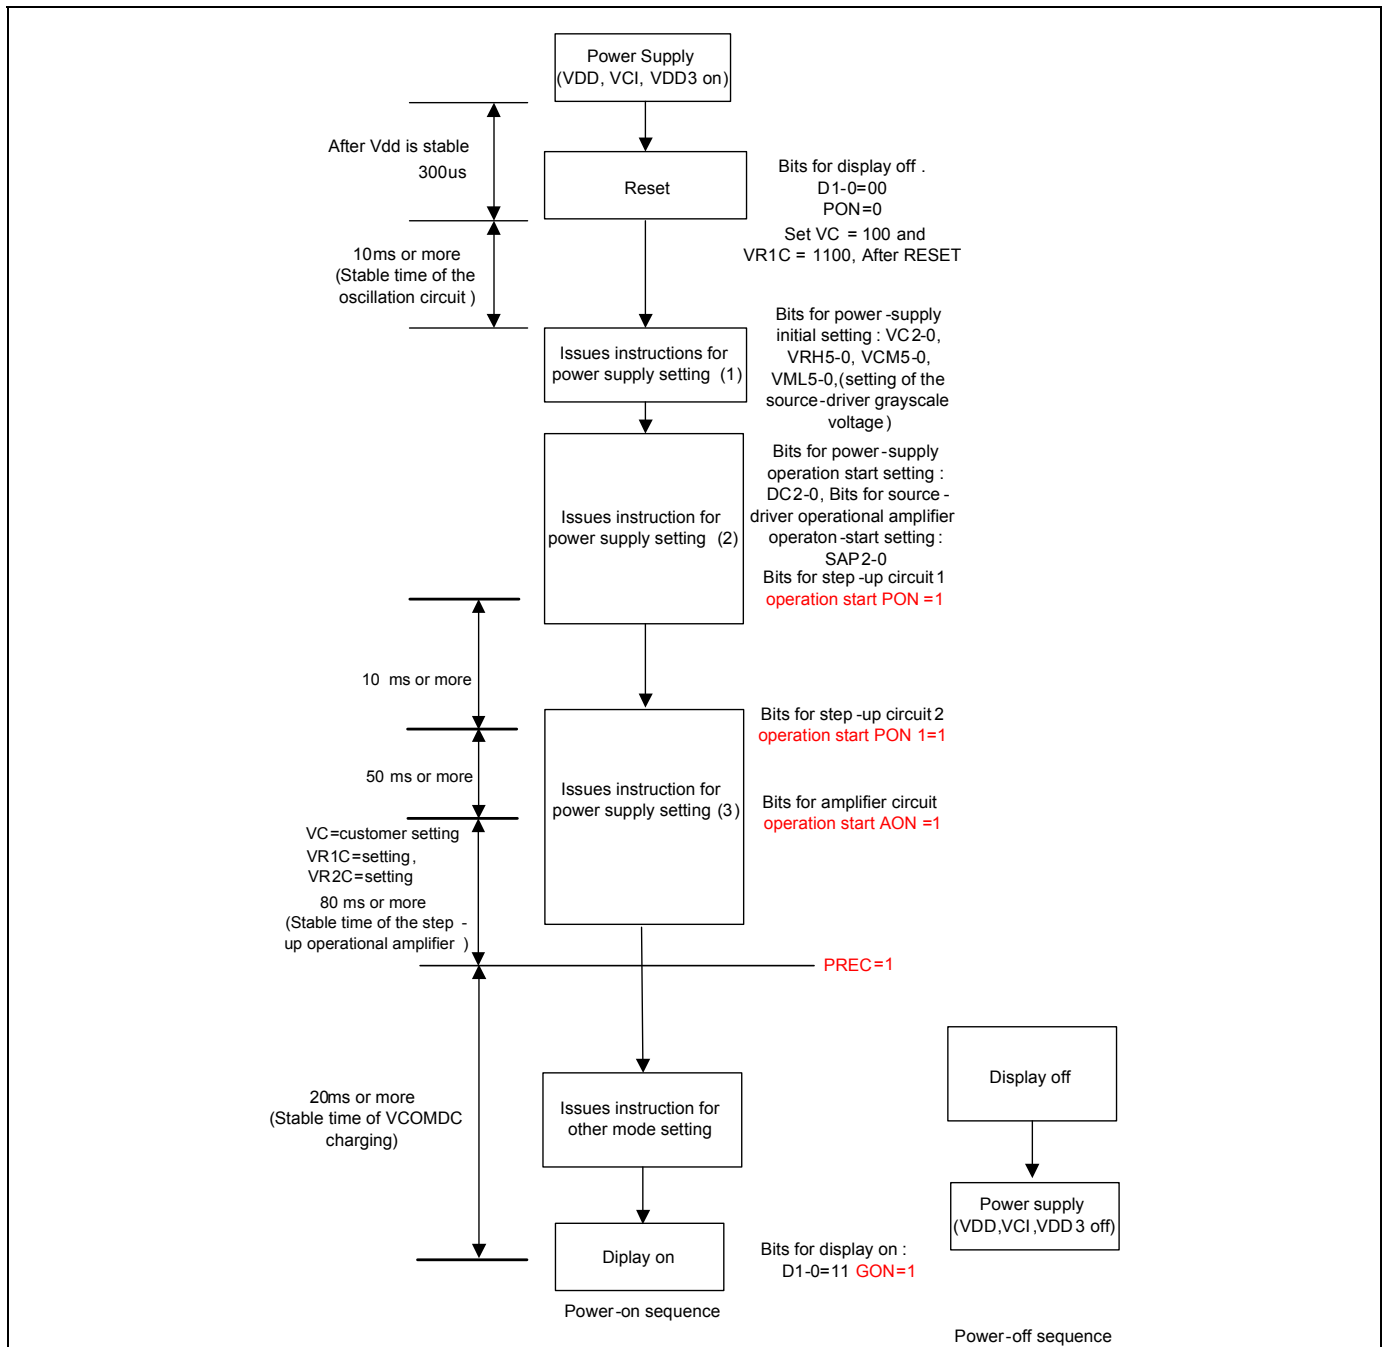 Power Supply
(VDD, VCI, VDD3 on)
After Vdd is stable
300us
Reset
Bits for display off .
D1-0=00
PON=0
Set VC = 100 and
VR1C = 1100, After RESET
10ms or more
(Stable time of the
oscillation circuit )
Issues instructions for
power supply setting (1)
Bits for power -supply
initial setting : VC2-0,
VRH5-0, VCM5-0,
VML5-0,(setting of the
source-driver grayscale
voltage)
Issues instruction for
power supply setting (2)
Bits for power-supply
operation start setting :
DC2-0, Bits for source -
driver operational amplifier
operaton-start setting :
SAP2-0
Bits for step -up circuit 1
operation start PON =1
10 ms or more
Bits for step -up circuit 2
operation start PON 1=1
50 ms or more
Issues instruction for
power supply setting (3)
Bits for amplifier circuit
operation start AON =1
VC=customer setting
VR1C=setting,
VR2C=setting
80 ms or more
(Stable time of the step -
up operational amplifier )
PREC=1
20ms or more
(Stable time of VCOMDC
charging)
Issues instruction for
other mode setting
Diplay on
Bits for display on :
D1-0=11 GON=1
Power-on sequence
Display off
Power supply
(VDD,VCI,VDD3 off)
Power-off sequence